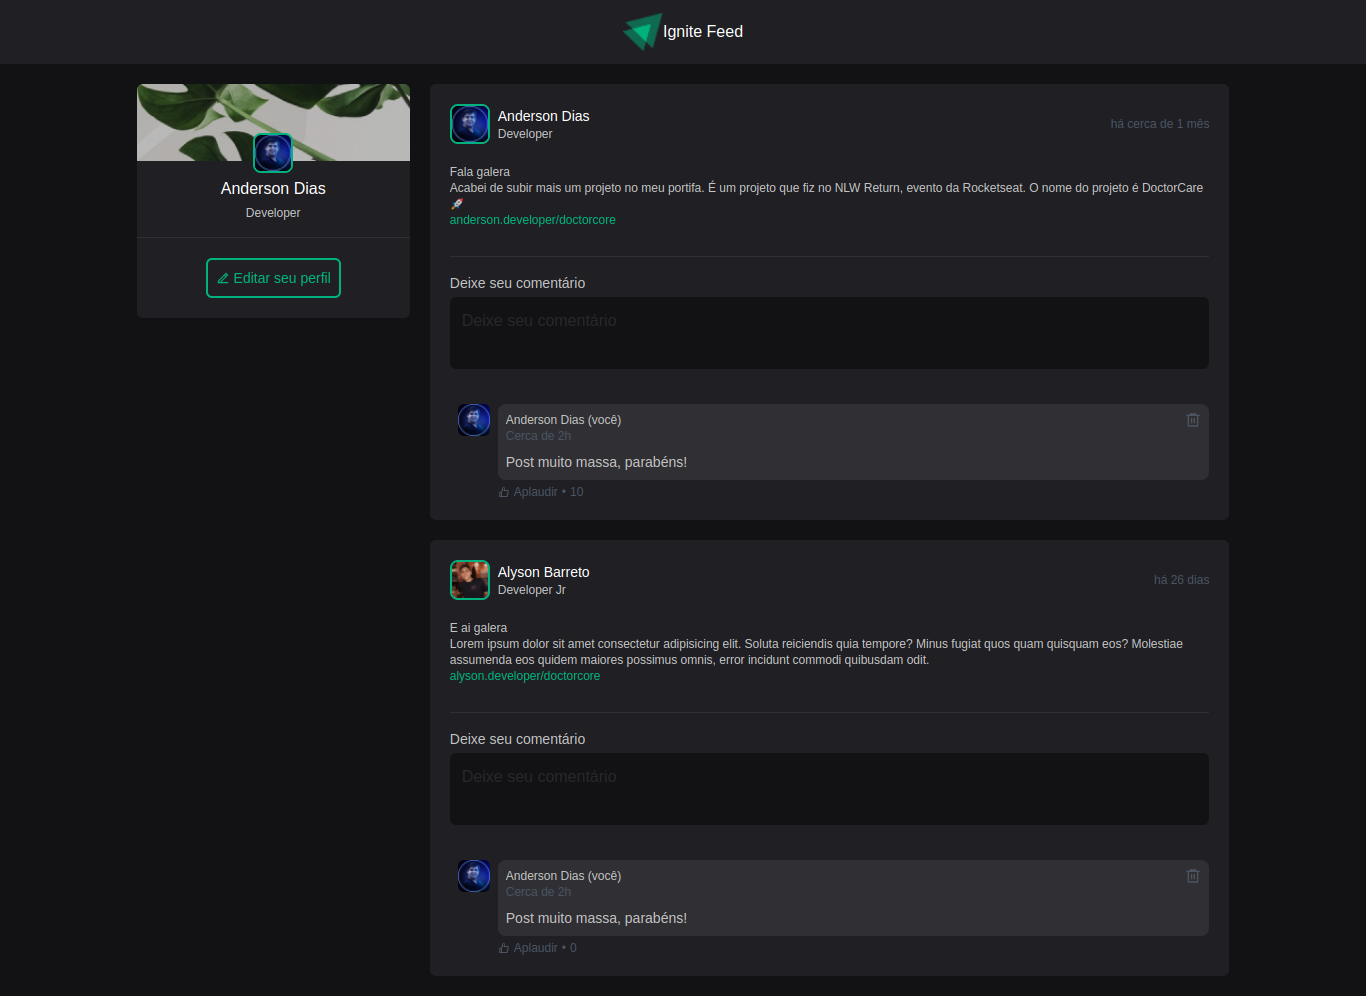 Ignite Feed
Anderson Dias
Developer
Editar seu perfil
Anderson Dias
Developer
há cerca de 1 mês
Fala galera
Acabei de subir mais um projeto no meu portifa. É um projeto que fiz no NLW Return, evento da Rocketseat. O nome do projeto é DoctorCare
🚀
anderson.developer/doctorcore
Deixe seu comentário
Deixe seu comentário
Anderson Dias (você)
Cerca de 2h
Post muito massa, parabéns!
Aplaudir • 10
Alyson Barreto
Developer Jr
há 26 dias
E ai galera
Lorem ipsum dolor sit amet consectetur adipisicing elit. Soluta reiciendis quia tempore? Minus fugiat quos quam quisquam eos? Molestiae
assumenda eos quidem maiores possimus omnis, error incidunt commodi quibusdam odit.
alyson.developer/doctorcore
Deixe seu comentário
Deixe seu comentário
Anderson Dias (você)
Cerca de 2h
Post muito massa, parabéns!
Aplaudir • 0